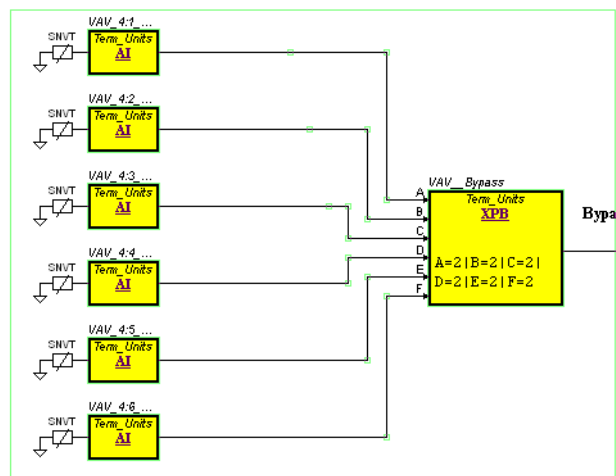 VAV_4:1_...
SNVT
Term_Units
AI
VAV_4:2_...
SNVT
Term_Units
AI
VAV_4:3_...
SNVT
Term_Units
AI
VAV_4:4_...
SNVT
Term_Units
AI
VAV_4:5_...
SNVT
Term_Units
AI
VAV_4:6_...
SNVT
Term_Units
AI
VAV__Bypass
A
B
C
D
E
F
Term_Units
XPB
A=2|B=2|C=2|
D=2|E=2|F=2
Bypa